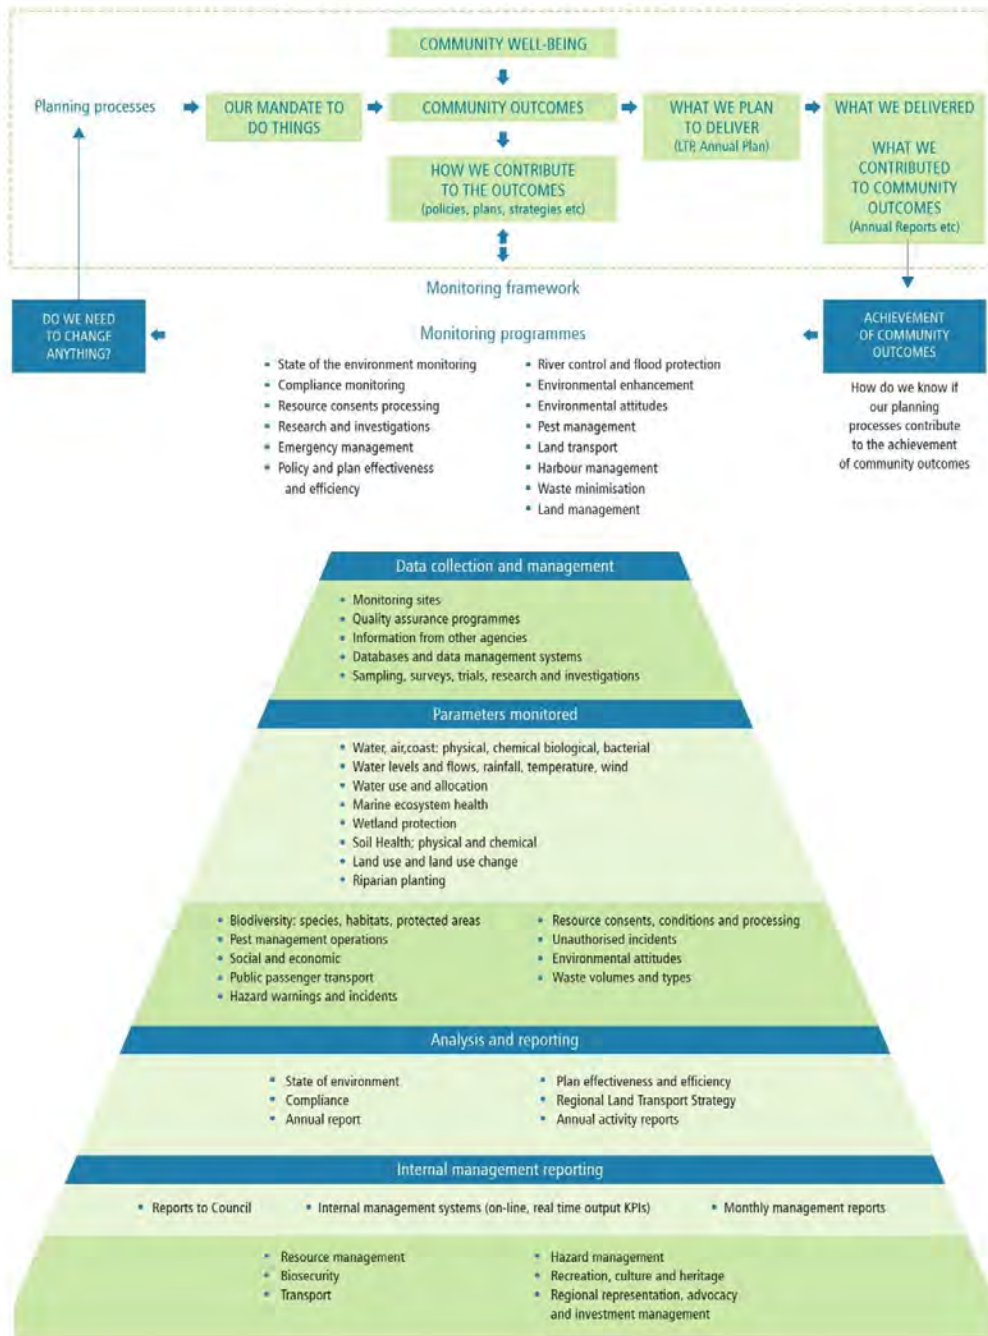 COMMUNITY WELL-BEING
Planning processes
OUR MANDATE TO
DO THINGS
COMMUNITY OUTCOMES
WHAT WE PLAN
TO DELIVER
(LTP, Annual Plan)
WHAT WE DELIVERED
WHAT WE
CONTRIBUTED
TO COMMUNITY
OUTCOMES
(Annual Reports etc)
HOW WE CONTRIBUTE
TO THE OUTCOMES
(policies, plans, strategies etc)
Monitoring framework
DO WE NEED
TO CHANGE
ANYTHING?
ACHIEVEMENT
OF COMMUNITY
OUTCOMES
How do we know if
our planning
processes contribute
to the achievement
of community outcomes
Monitoring programmes
• State of the environment monitoring
• Compliance monitoring
• Resource consents processing
• Research and investigations
• Emergency management
• Policy and plan effectiveness
and efficiency
• River control and flood protection
• Environmental enhancement
• Environmental attitudes
• Pest management
• Land transport
• Harbour management
• Waste minimisation
• Land management
Data collection and management
• Monitoring sites
• Quality assurance programmes
• Information from other agencies
• Databases and data management systems
• Sampling, surveys, trials, research and investigations
Parameters monitored
• Water, air,coast: physical, chemical biological, bacterial
• Water levels and flows, rainfall, temperature, wind
• Water use and allocation
• Marine ecosystem health
• Wetland protection
• Soil Health; physical and chemical
• Land use and land use change
• Riparian planting
• Biodiversity: species, habitats, protected areas
• Pest management operations
• Social and economic
• Public passenger transport
• Hazard warnings and incidents
• Resource consents, conditions and processing
• Unauthorised incidents
• Environmental attitudes
• Waste volumes and types
Analysis and reporting
• State of environment
• Compliance
• Annual report
• Plan effectiveness and efficiency
• Regional Land Transport Strategy
• Annual activity reports
Internal management reporting
• Reports to Council
• Internal management systems (on-line, real time output KPIs)
• Monthly management reports
• Resource management
• Biosecurity
• Transport
• Hazard management
• Recreation, culture and heritage
• Regional representation, advocacy
and investment management